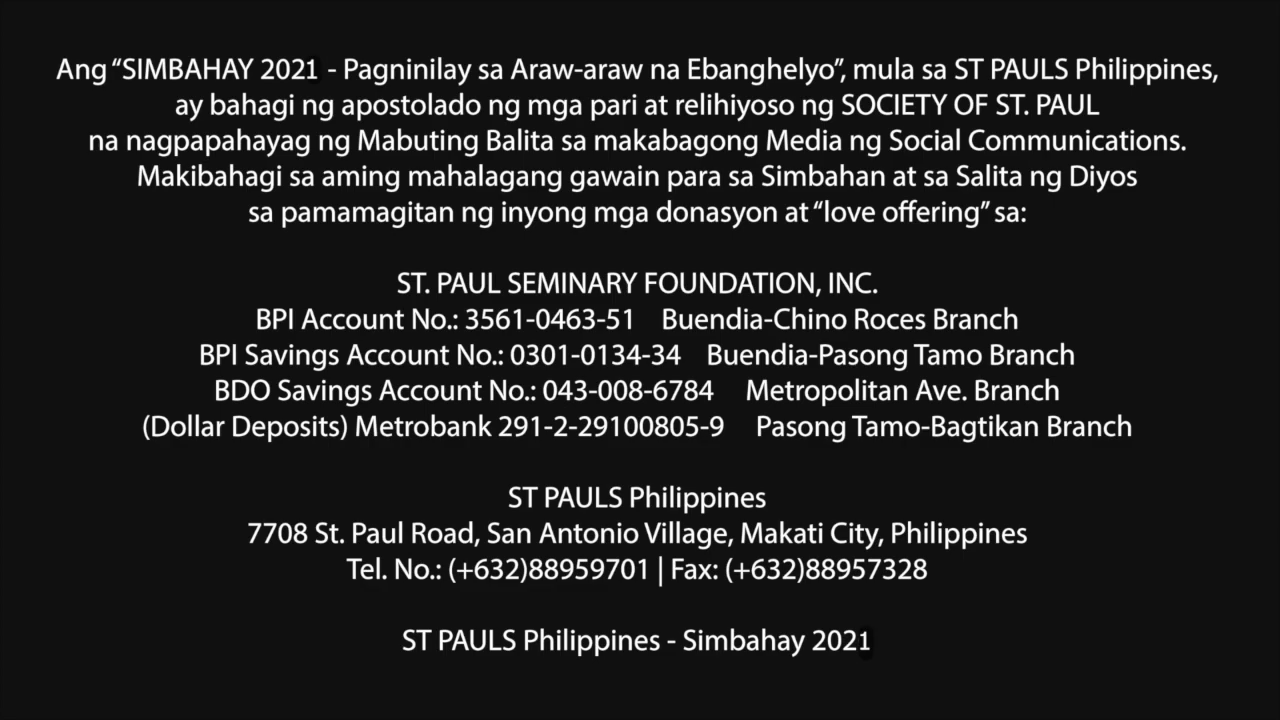 Ang “SIMBAHAY 2021 - Pagninilay sa Araw-araw na Ebanghelyo”, mula sa ST PAULS Philippines,
ay bahagi ng apostolado ng mga pari at relihiyoso ng SOCIETY OF ST. PAUL
na nagpapahayag ng Mabuting Balita sa makabagong Media ng Social Communications.
Makibahagi sa aming mahalagang gawain para sa Simbahan at sa Salita ng Diyos
sa pamamagitan ng inyong mga donasyon at “love offering” sa:
ST. PAUL SEMINARY FOUNDATION, INC.
BPI Account No.: 3561-0463-51 Buendia-Chino Roces Branch
BPI Savings Account No.: 0301-0134-34 Buendia-Pasong Tamo Branch
BDO Savings Account No.: 043-008-6784 Metropolitan Ave. Branch
(Dollar Deposits) Metrobank 291-2-29100805-9 Pasong Tamo-Bagtikan Branch
ST PAULS Philippines
7708 St. Paul Road, San Antonio Village, Makati City, Philippines
Tel. No.: (+632)88959701 | Fax: (+632)88957328
ST PAULS Philippines - Simbahay 2021